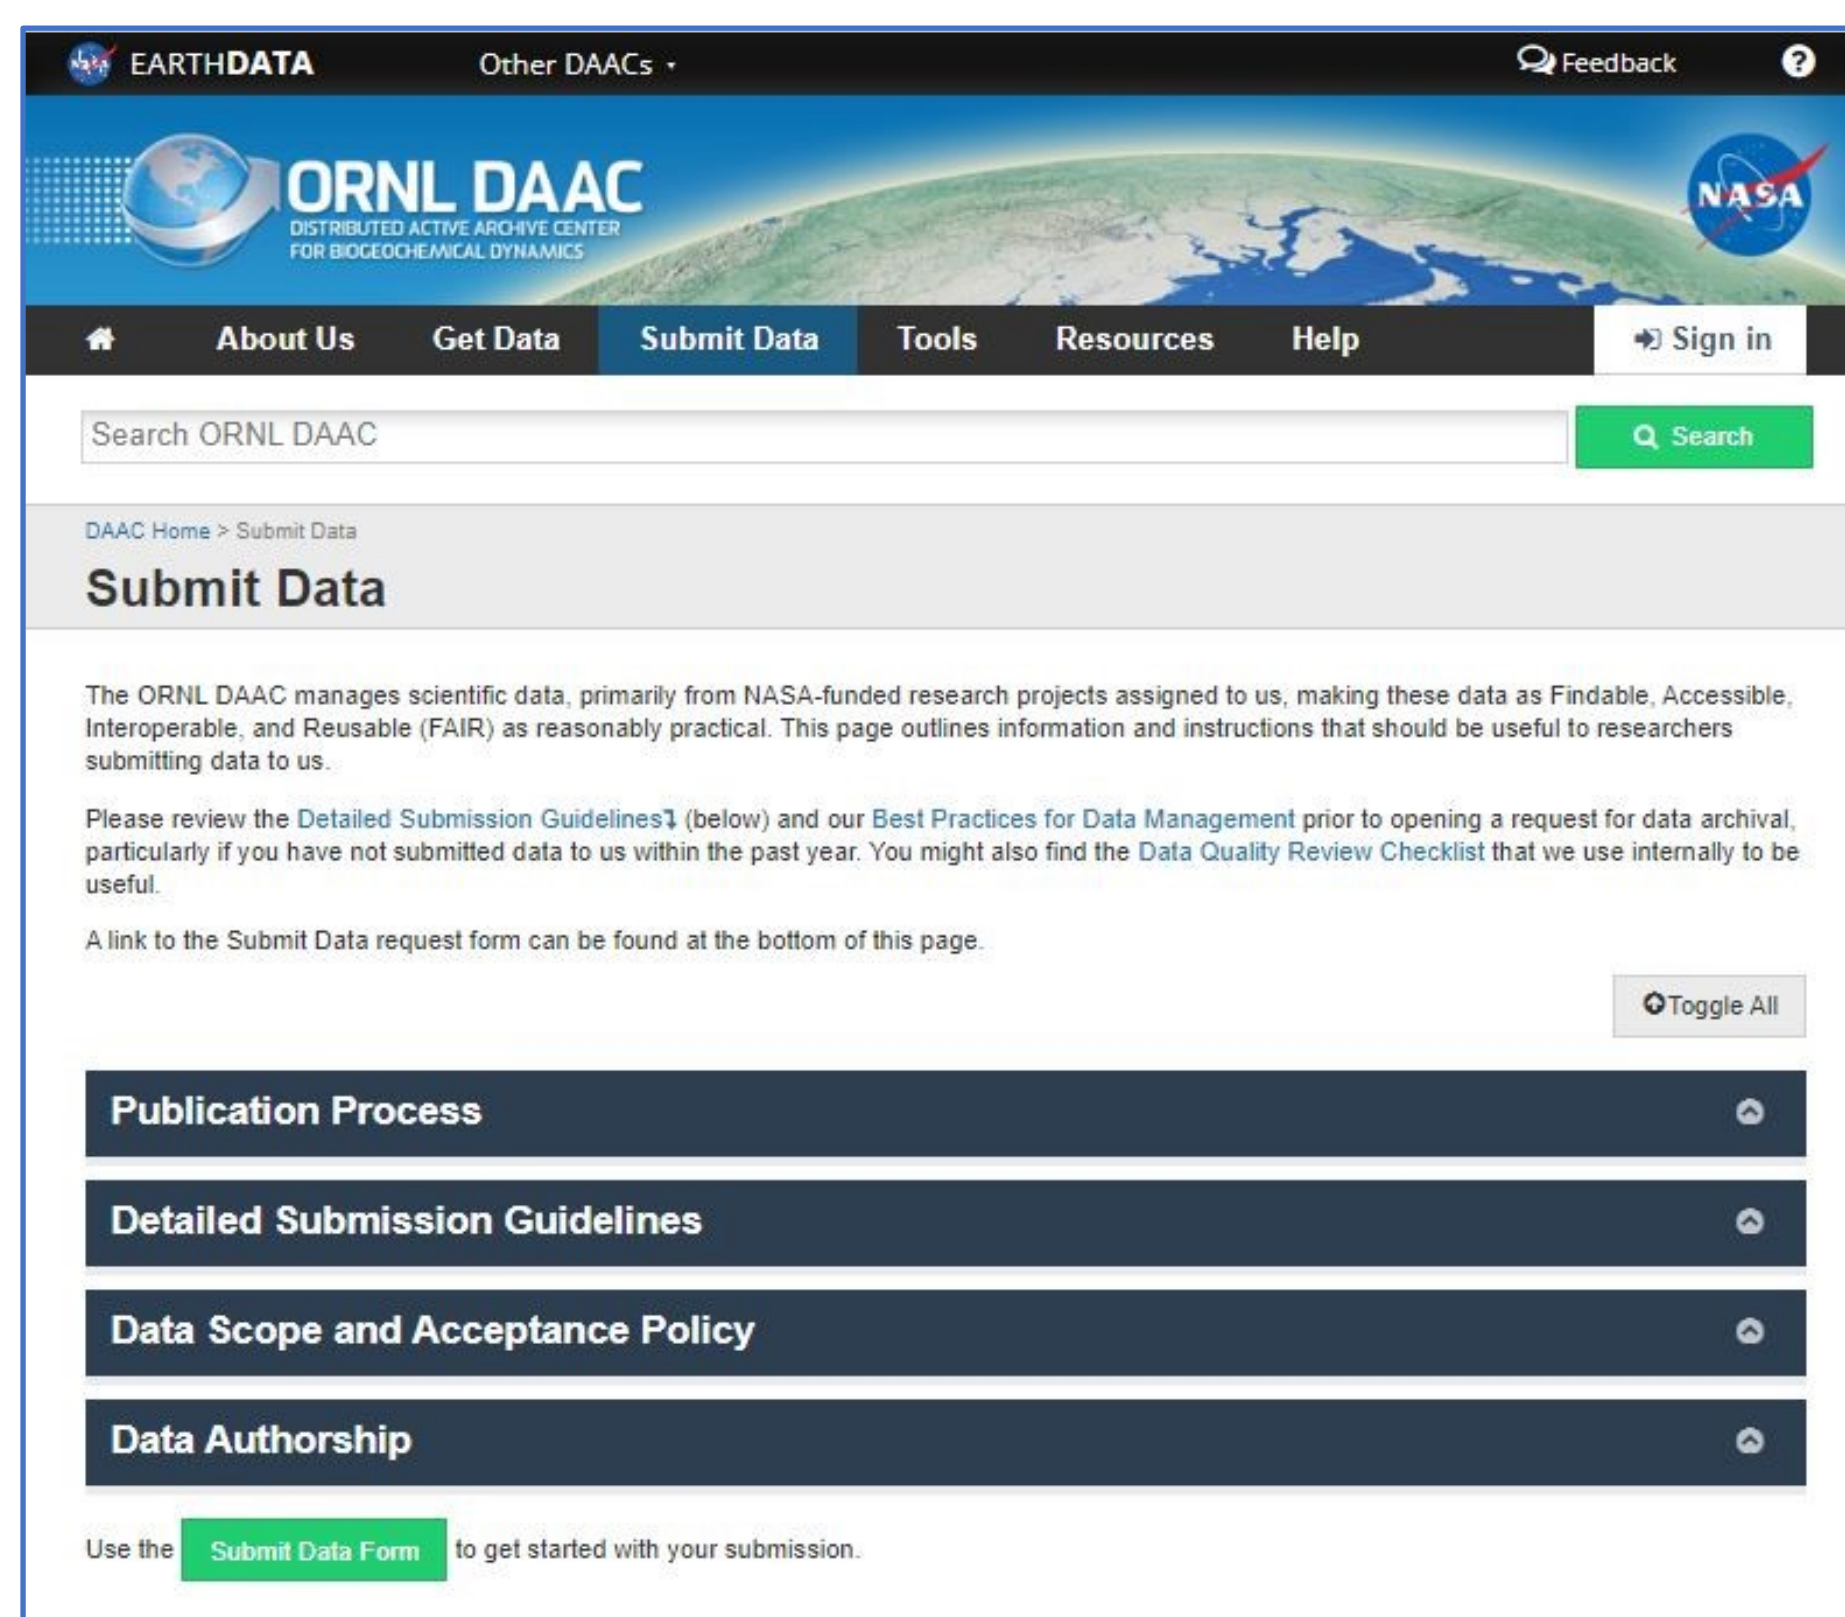 EARTHDATA Other DAACs Feedback ?
ORNL DAAC
DISTRIBUTED ACTIVE ARCHIVE CENTER
FOR BIOGEOCHEMICAL DYNAMICS
NASA
About Us Get Data Submit Data Tools Resources Help Sign in
Search ORNL DAAC Search
DAAC Home > Submit Data
Submit Data
The ORNL DAAC manages scientific data, primarily from NASA-funded research projects assigned to us, making these data as Findable, Accessible,
Interoperable, and Reusable (FAIR) as reasonably practical. This page outlines information and instructions that should be useful to researchers
submitting data to us.
Please review the Detailed Submission Guidelines (below) and our Best Practices for Data Management prior to opening a request for data archival,
particularly if you have not submitted data to us within the past year. You might also find the Data Quality Review Checklist that we use internally to be
useful.
A link to the Submit Data request form can be found at the bottom of this page.
Toggle All
Publication Process
Detailed Submission Guidelines
Data Scope and Acceptance Policy
Data Authorship
Use the Submit Data Form to get started with your submission.